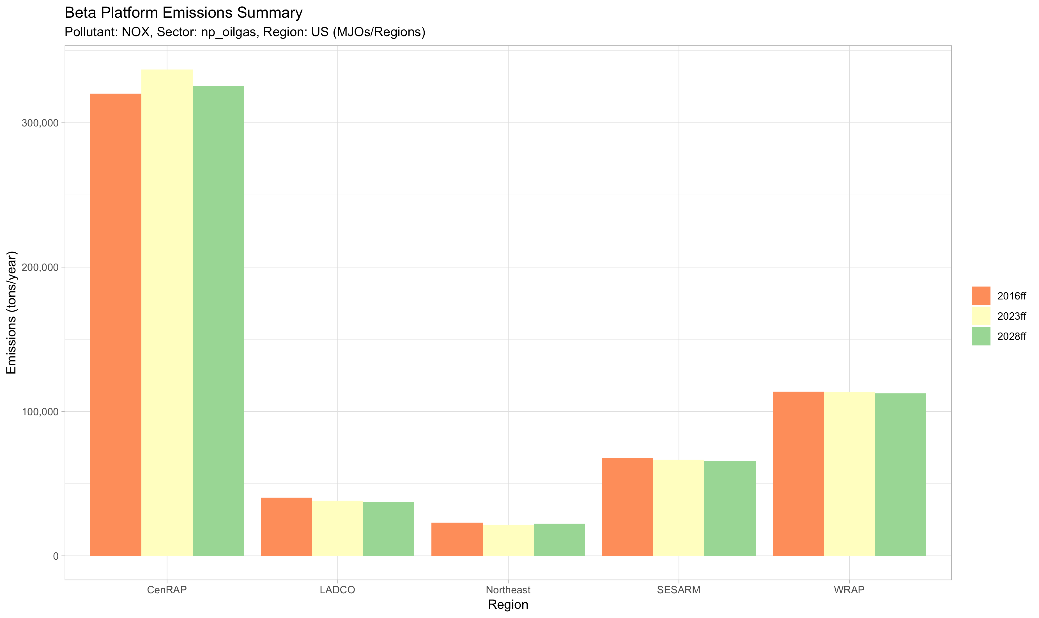 Beta Platform Emissions Summary
Pollutant: NOX, Sector: np_oilgas, Region: US (MJOs/Regions)
Emissions (tons/year)
300,000
200,000
100,000
0
CenRAP
LADCO
Northeast
SESARM
WRAP
Region
2016ff
2023ff
2028ff